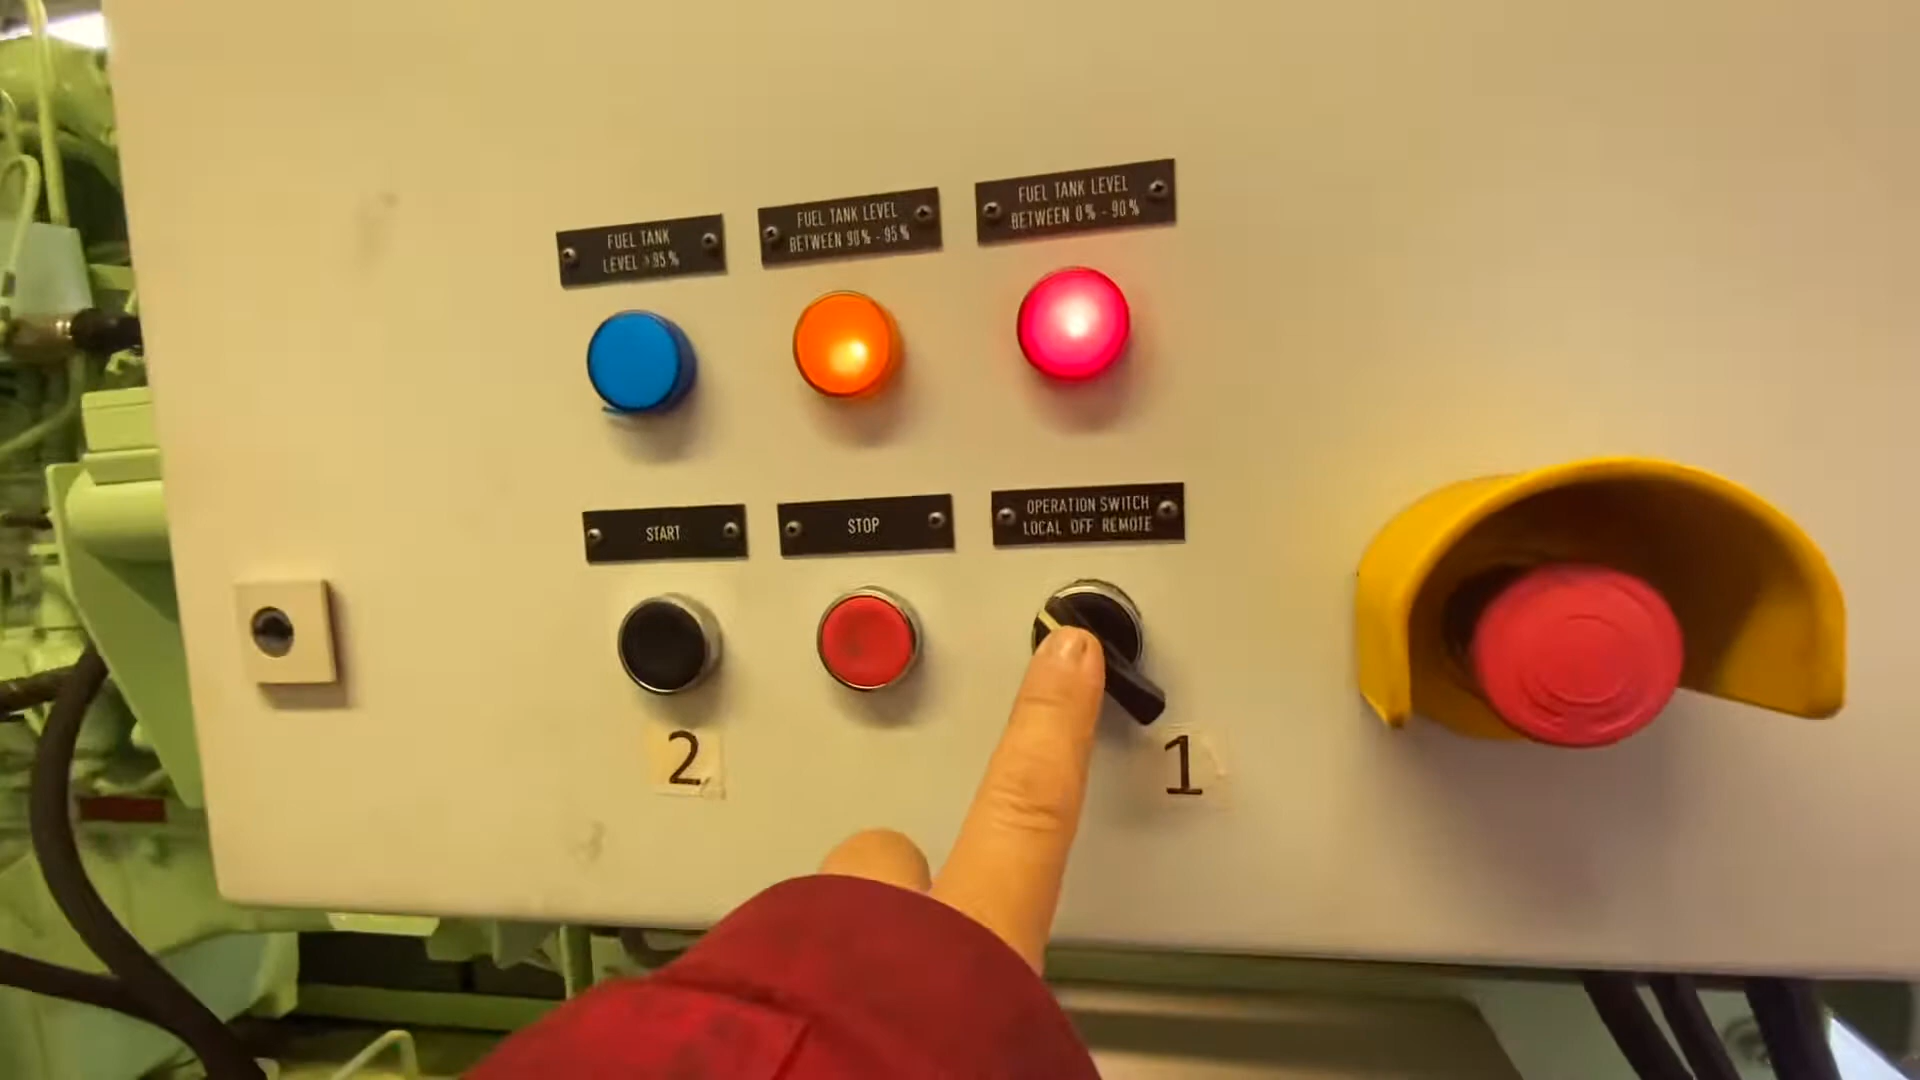 FUEL TANK
LEVEL >95%
FUEL TANK LEVEL
BETWEEN 90% - 95%
FUEL TANK LEVEL
BETWEEN 0% - 90%
START
STOP
OPERATION SWITCH
LOCAL OFF REMOTE
2
1